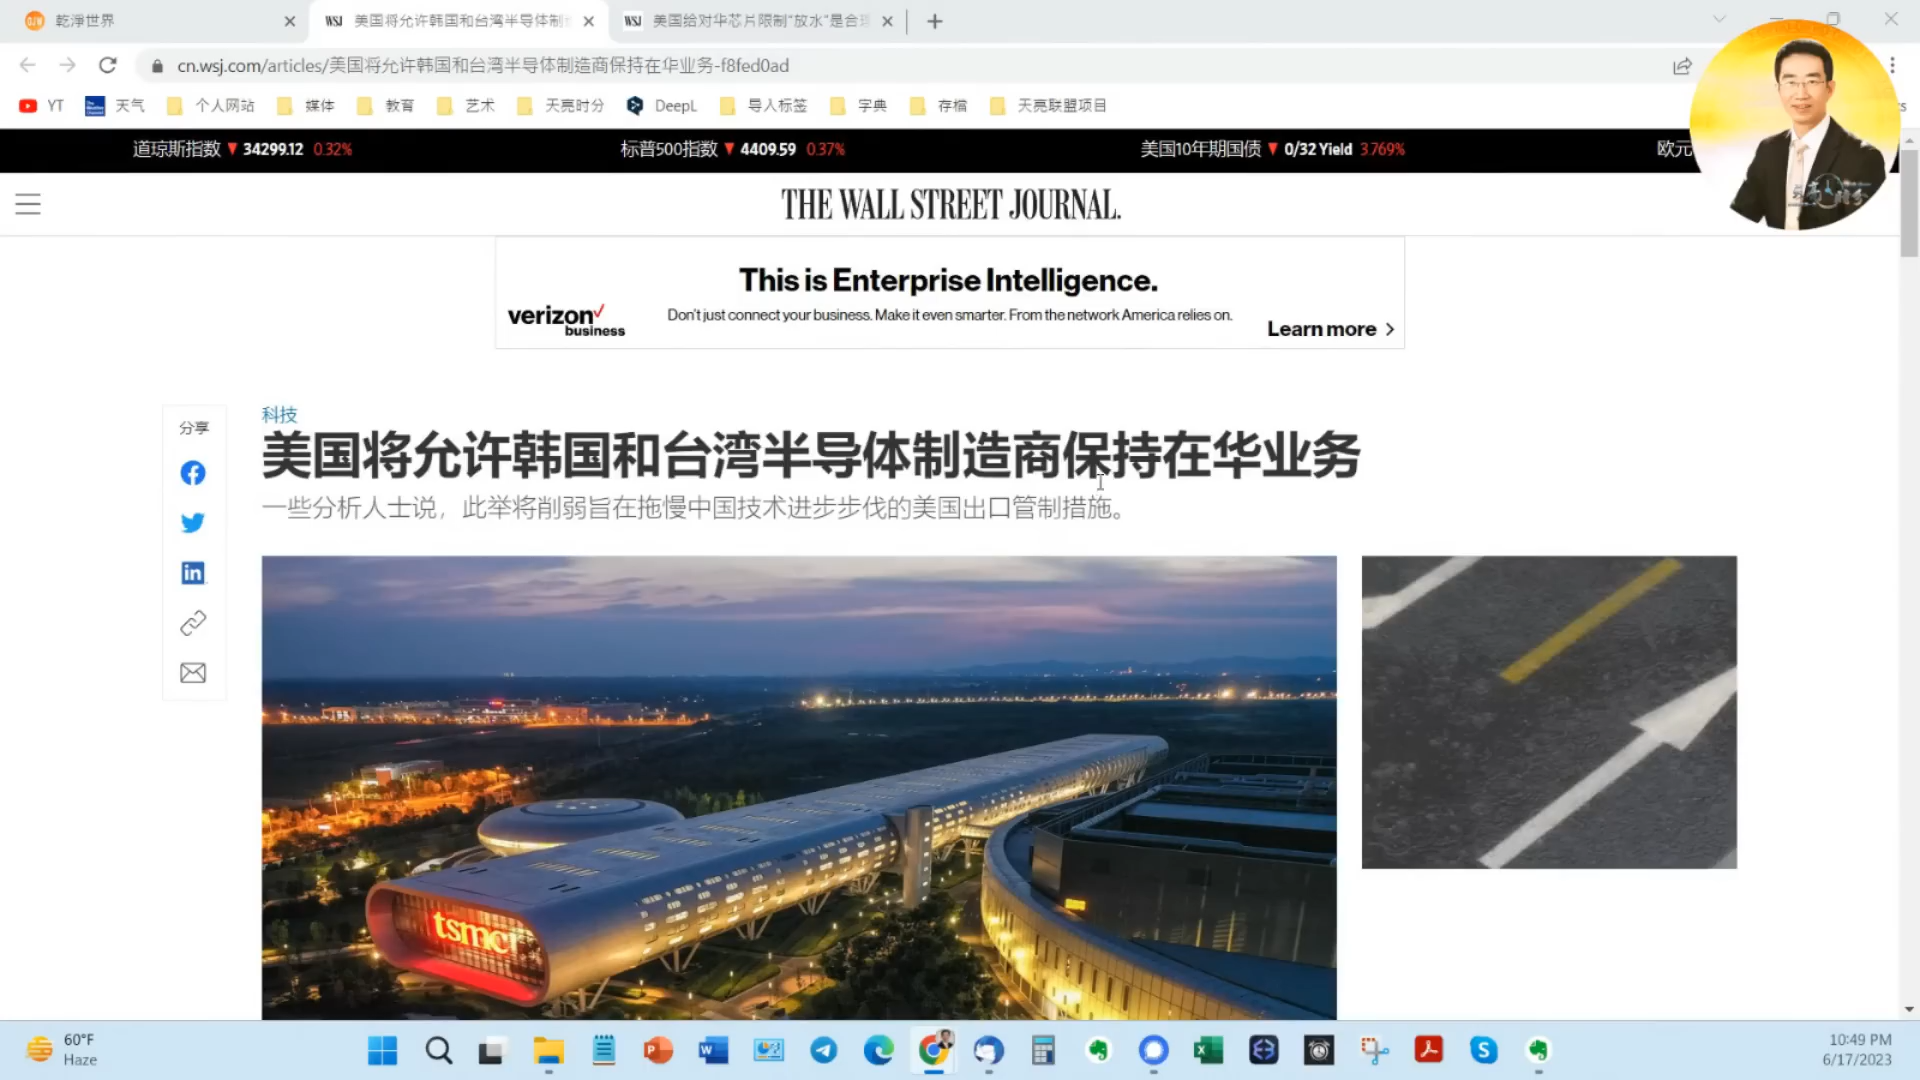 乾淨世界
WSJ 美国将允许韩国和台湾半导体制
WSJ 美国给对华芯片限制“放水”是合
cn.wsj.com/articles/美国将允许韩国和台湾半导体制造商保持在华业务-f8fed0ad
YT 天气 个人网站 媒体 教育 艺术 天亮时分 DeepL 导入标签 字典 存檔 天亮联盟项目
道琼斯指数 34299.12 0.32% 标普500指数 4409.59 0.37% 美国10年期国债 0/32 Yield 3.769% 欧元
THE WALL STREET JOURNAL.
This is Enterprise Intelligence.
verizon business
Don't just connect your business. Make it even smarter. From the network America relies on.
Learn more
分享
科技
美国将允许韩国和台湾半导体制造商保持在华业务
一些分析人士说，此举将削弱旨在拖慢中国技术进步步伐的美国出口管制措施。
tsmc
60°F
Haze
10:49 PM
6/17/2023